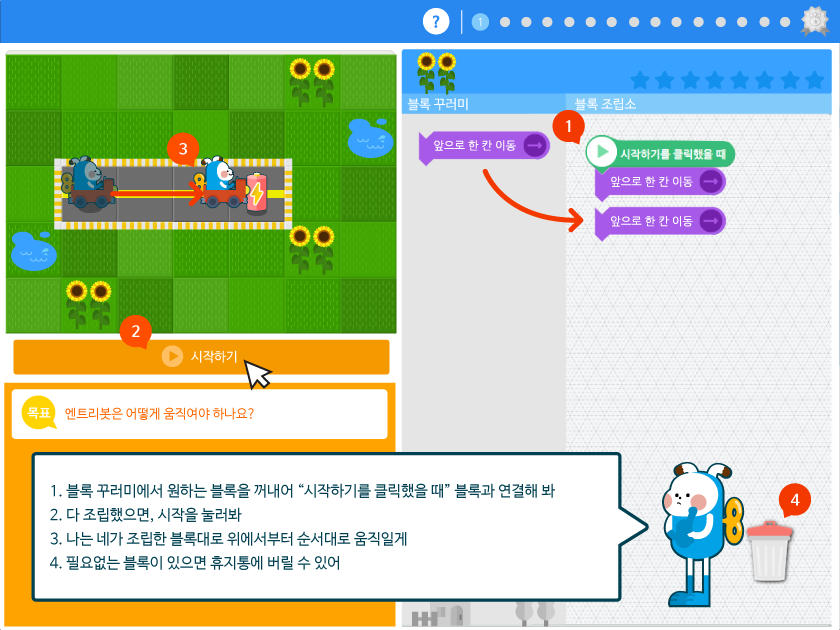 ?
1
블록 꾸러미
블록 조립소
앞으로 한 칸 이동
1
시작하기를 클릭했을 때
앞으로 한 칸 이동
앞으로 한 칸 이동
3
2
시작하기
목표
엔트리봇은 어떻게 움직여야 하나요?
1. 블록 꾸러미에서 원하는 블록을 꺼내어 “시작하기를 클릭했을 때” 블록과 연결해 봐
2. 다 조립했으면, 시작을 눌러봐
3. 나는 네가 조립한 블록대로 위에서부터 순서대로 움직일게
4. 필요없는 블록이 있으면 휴지통에 버릴 수 있어
4